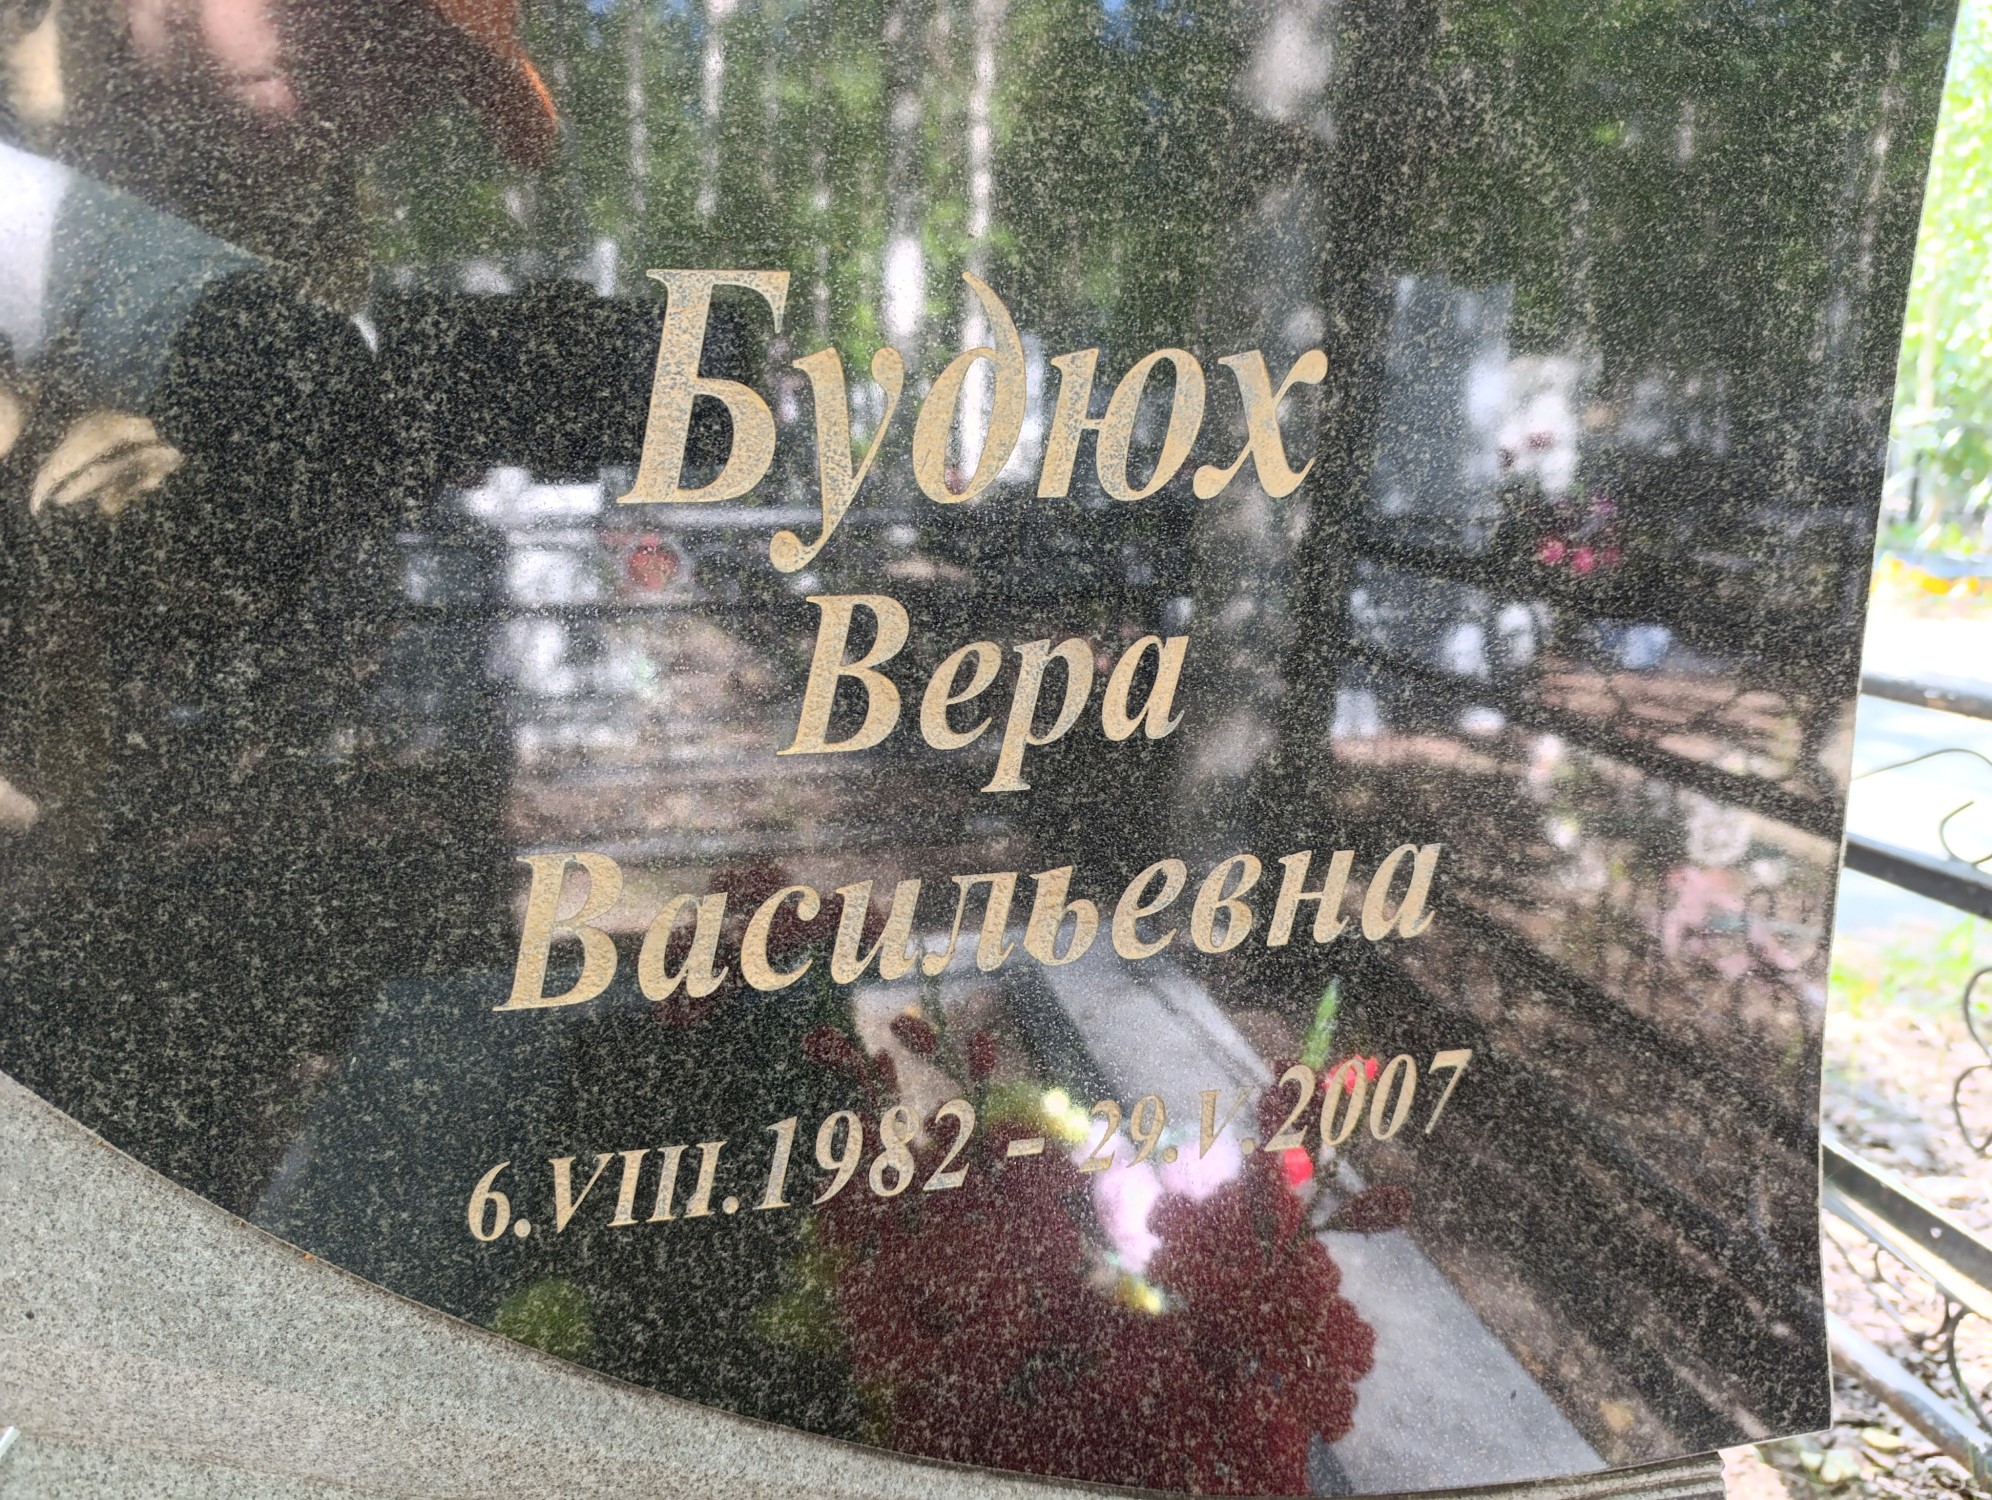 Будюх
Вера
Васильевна
6.VIII.1982 - 29.V.2007